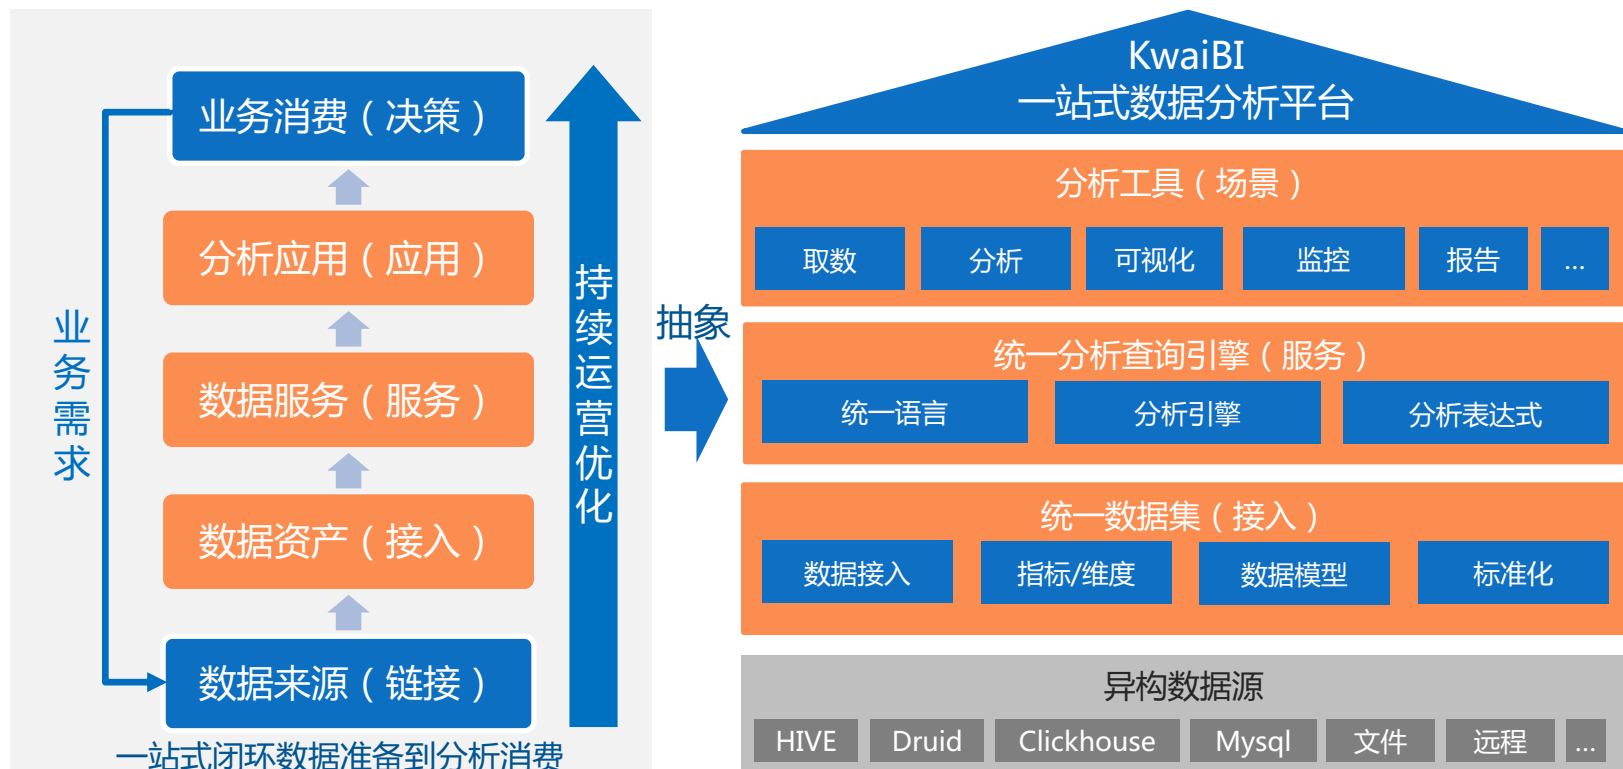 业务消费（决策）
分析应用（应用）
数据服务（服务）
数据资产（接入）
数据来源（链接）
业务需求
持续运营优化
一站式闭环数据准备到分析消费
抽象
KwaiBI
一站式数据分析平台
分析工具（场景）
取数 分析 可视化 监控 报告 ...
统一分析查询引擎（服务）
统一语言 分析引擎 分析表达式
统一数据集（接入）
数据接入 指标/维度 数据模型 标准化
异构数据源
HIVE Druid Clickhouse Mysql 文件 远程 ...